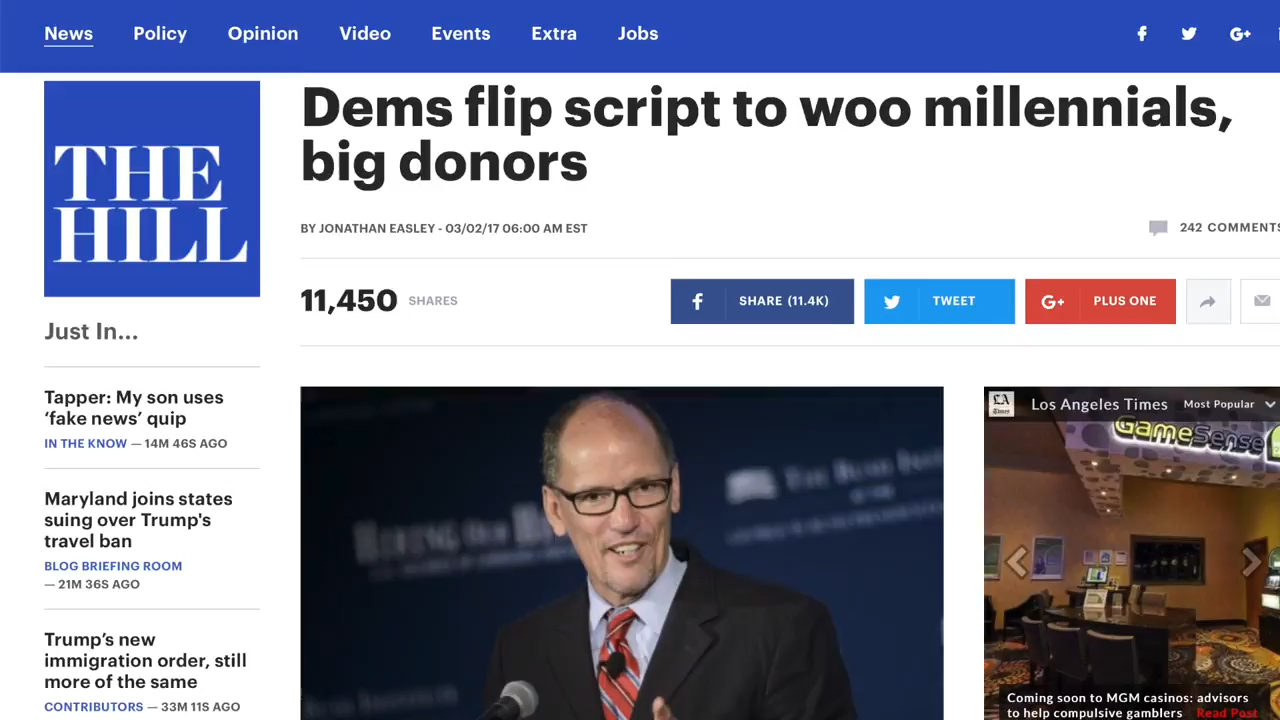 News Policy Opinion Video Events Extra Jobs
THE
HILL
Dems flip script to woo millennials,
big donors
BY JONATHAN EASLEY - 03/02/17 06:00 AM EST
242 COMMENTS
11,450 SHARES
SHARE (11.4K)
TWEET
G+ PLUS ONE
Just In...
Tapper: My son uses
‘fake news’ quip
IN THE KNOW — 14M 46S AGO
Maryland joins states
suing over Trump's
travel ban
BLOG BRIEFING ROOM
— 21M 36S AGO
Trump’s new
immigration order, still
more of the same
CONTRIBUTORS — 33M 11S AGO
LA
Times
Los Angeles Times Most Popular
GameSense
Coming soon to MGM casinos: advisors
to help compulsive gamblers Read Post